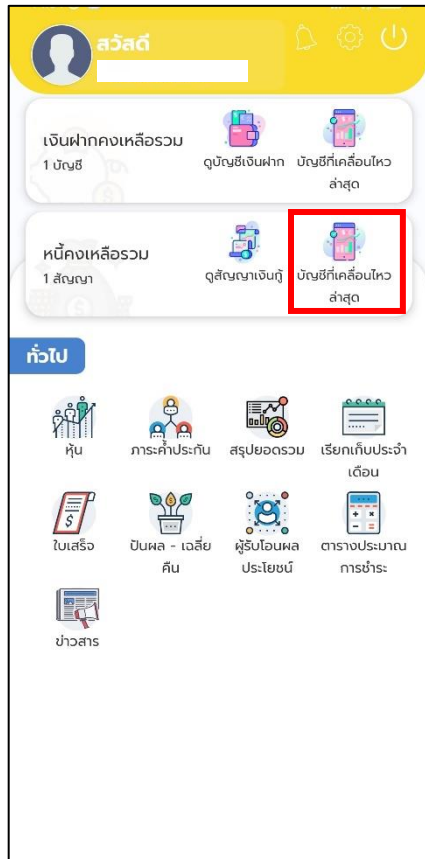 สวัสดี
เงินฝากคงเหลือรวม
1 บัญชี
ดูบัญชีเงินฝาก
บัญชีที่เคลื่อนไหว
ล่าสุด
หนี้คงเหลือรวม
1 สัญญา
ดูสัญญาเงินกู้
บัญชีที่เคลื่อนไหว
ล่าสุด
ทั่วไป
หุ้น
ภาระค้ำประกัน
สรุปยอดรวม
เรียกเก็บประจำ
เดือน
ใบเสร็จ
ปันผล - เฉลี่ย
คืน
ผู้รับโอนผล
ประโยชน์
ตารางประมาณ
การชำระ
ข่าวสาร